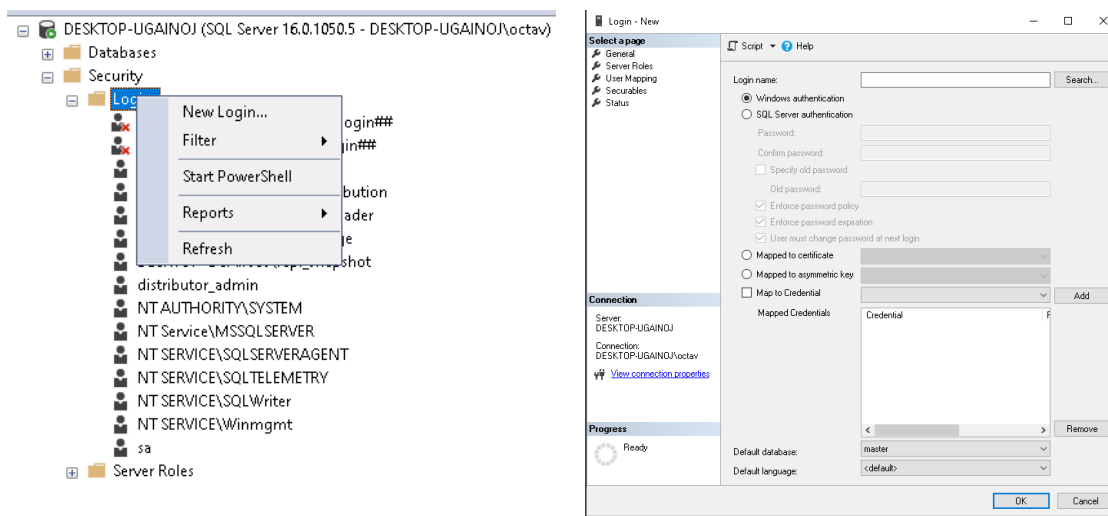 DESKTOP-UGAINOJ (SQL Server 16.0.1050.5 - DESKTOP-UGAINOJ\octav)
Databases
Security
New Login...
ogin##
Filter
gin##
Start PowerShell
bution
Reports
ader
Refresh
distributor_admin
NT AUTHORITY\SYSTEM
NT Service\MSSQLSERVER
NT SERVICE\SQLSERVERAGENT
NT SERVICE\SQLTELEMETRY
NT SERVICE\SQLWriter
NT SERVICE\Winmgmt
sa
Server Roles
Login - New
Select a page
General
Server Roles
User Mapping
Securables
Status
Script
Help
Login name:
Search...
Windows authentication
SQL Server authentication
Password:
Confirm password:
Specify old password
Old password:
Enforce password policy
Enforce password expiration
User must change password at next login
Mapped to certificate
Mapped to asymmetric key
Map to Credential
Add
Mapped Credentials
Credential
Connection
Server:
DESKTOP-UGAINOJ
Connection:
DESKTOP-UGAINOJ\octav
View connection properties
Progress
Ready
Remove
Default database:
master
Default language:
<default>
OK
Cancel